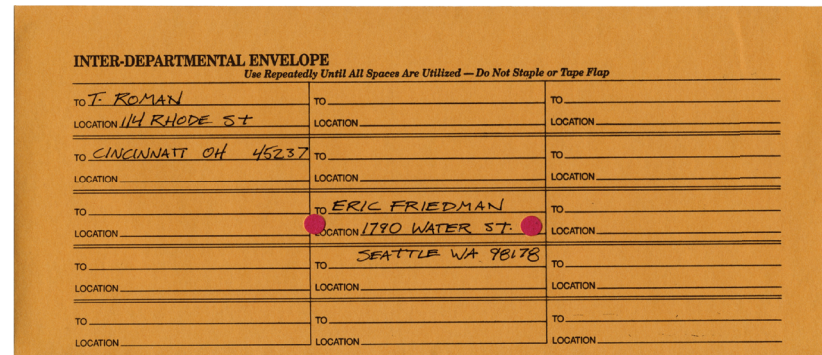 INTER-DEPARTMENTAL ENVELOPE
Use Repeatedly Until All Spaces Are Utilized — Do Not Staple or Tape Flap
TO T. ROMAN TO TO
LOCATION 114 RHODE ST LOCATION LOCATION
TO CINCINNATI OH 45237 TO TO
LOCATION LOCATION LOCATION
TO TO ERIC FRIEDMAN TO
LOCATION LOCATION 1790 WATER ST. LOCATION
TO TO SEATTLE WA 98178 TO
LOCATION LOCATION LOCATION
TO TO TO
LOCATION LOCATION LOCATION